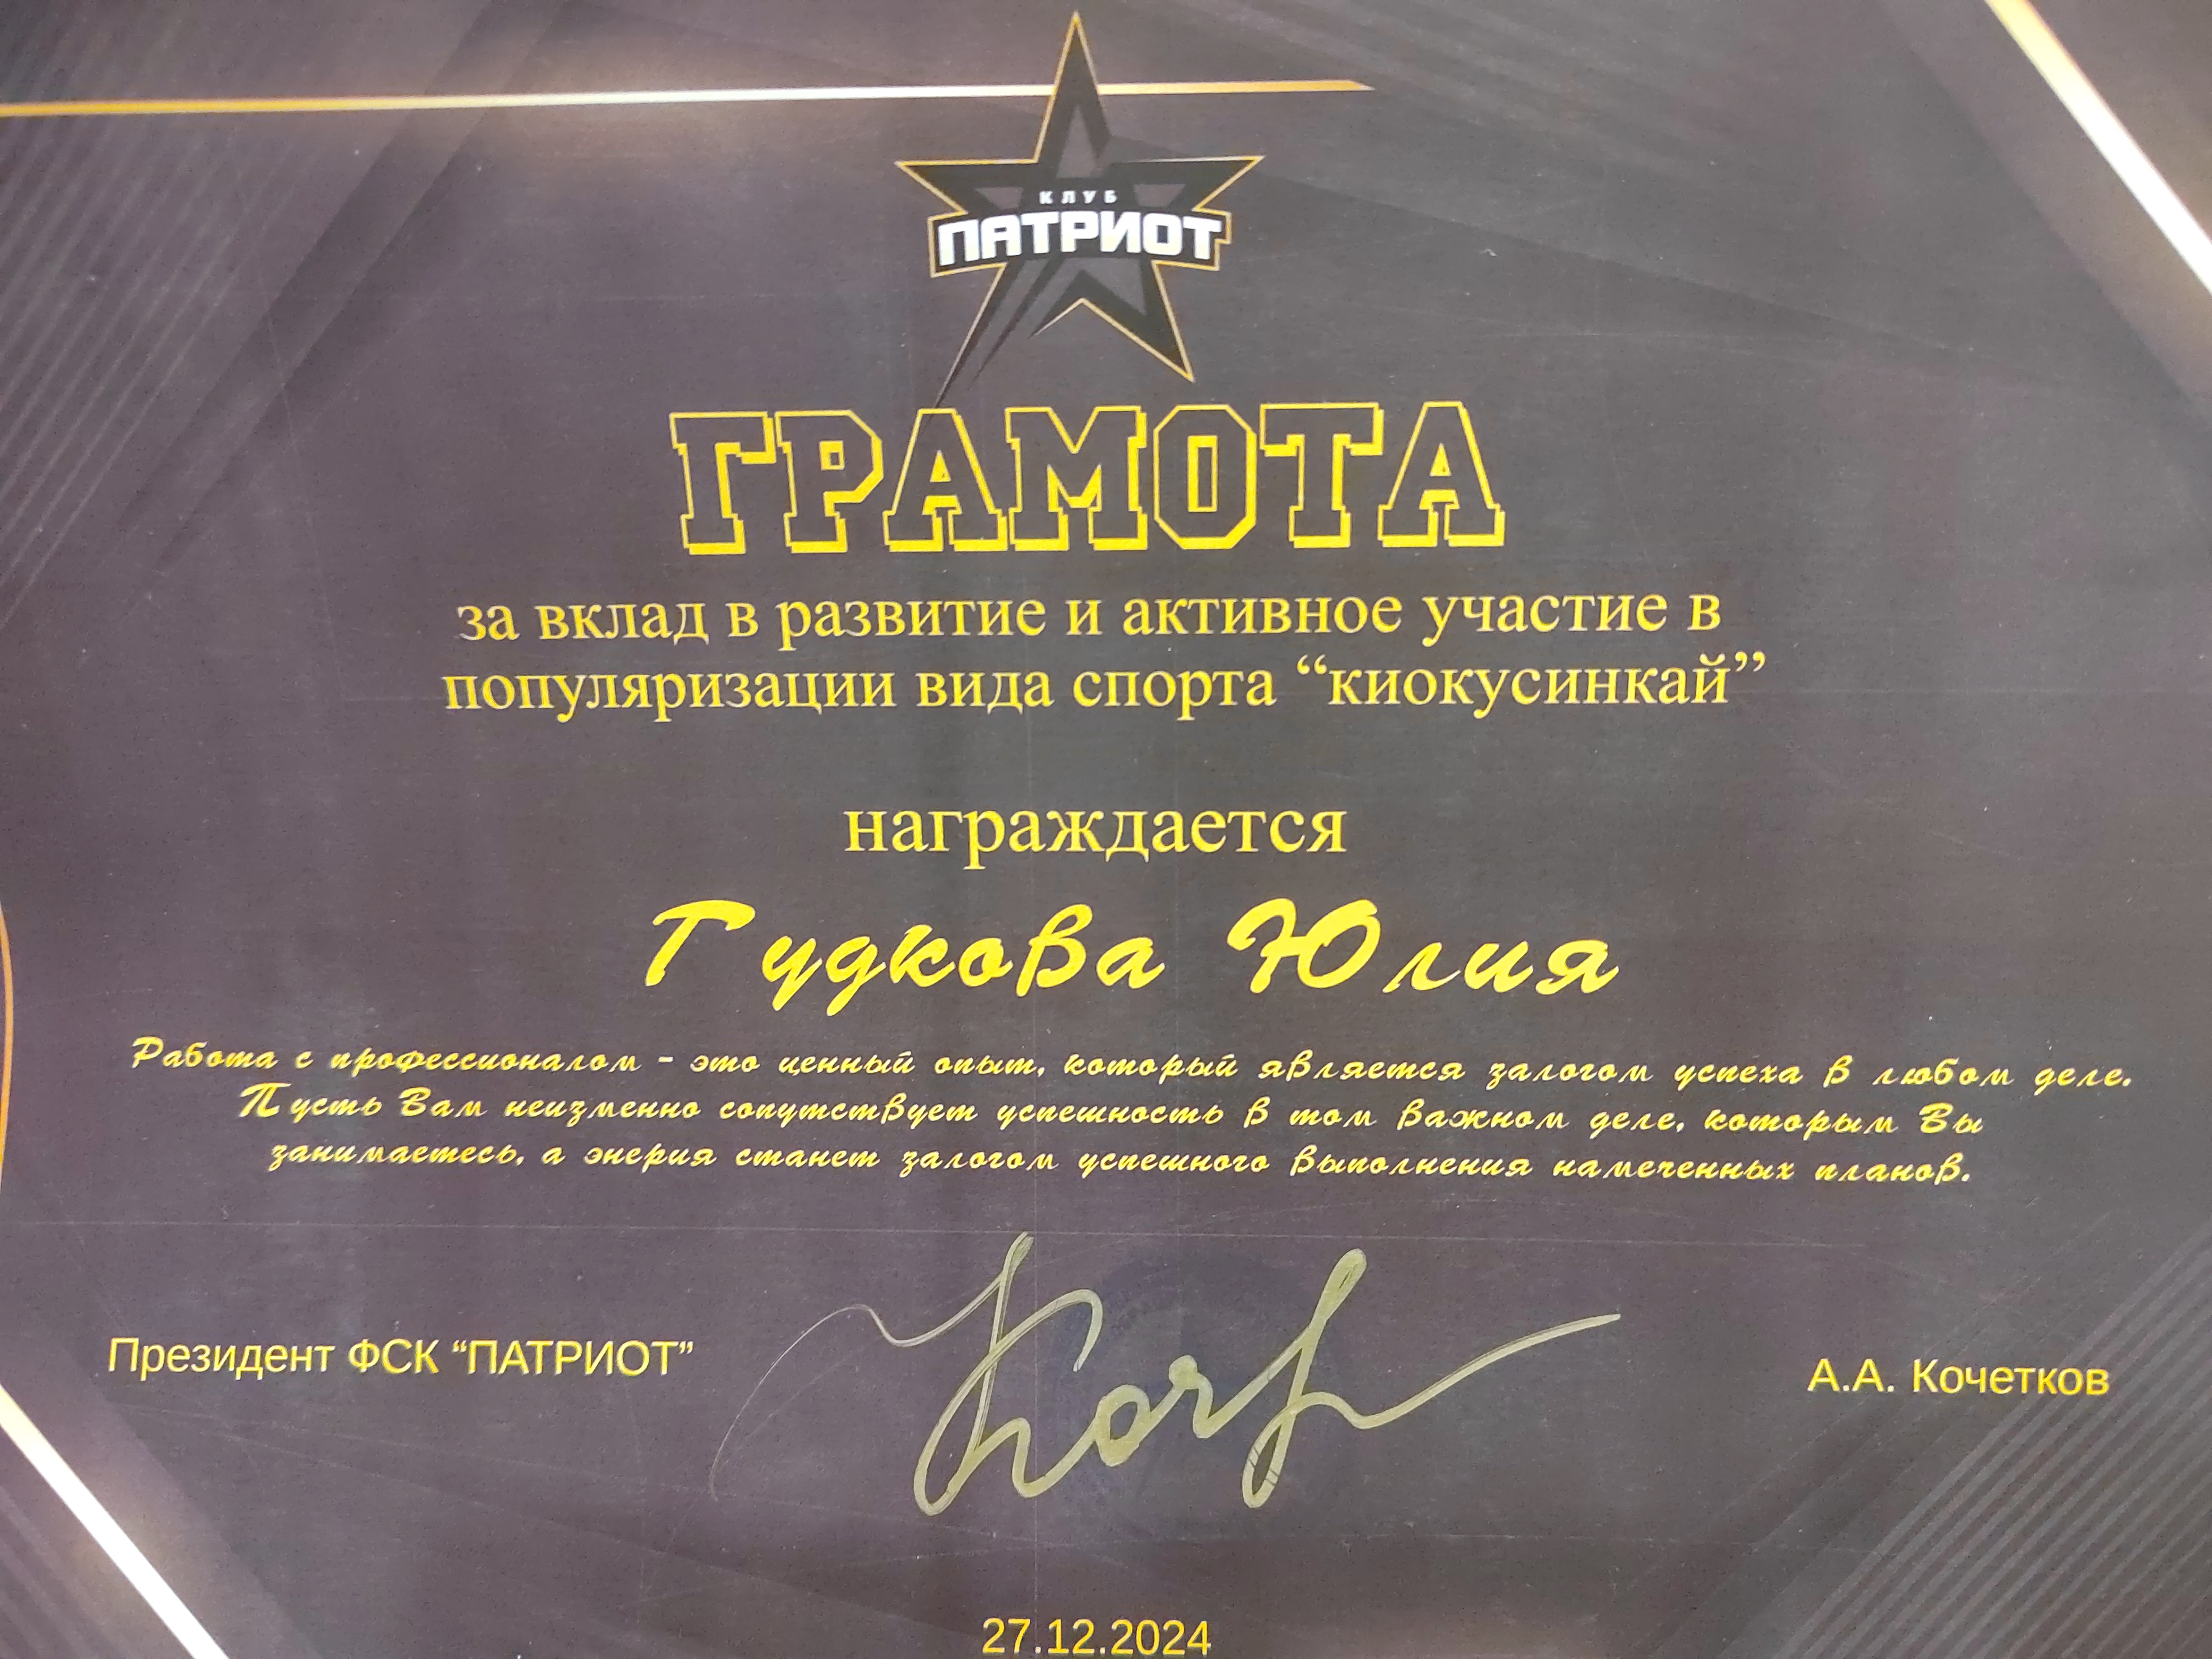 КЛУБ
ПАТРИОТ
ГРАМОТА
за вклад в развитие и активное участие в
популяризации вида спорта “киокусинкай”
награждается
Гудкова Юлия
Работа с профессионалом - это ценный опыт, который является залогом успеха в любом деле.
Пусть Вам неизменно сопутствует успешность в том важном деле, которым Вы
занимаетесь, а энерия станет залогом успешного выполнения намеченных планов.
Президент ФСК “ПАТРИОТ”
А.А. Кочетков
27.12.2024